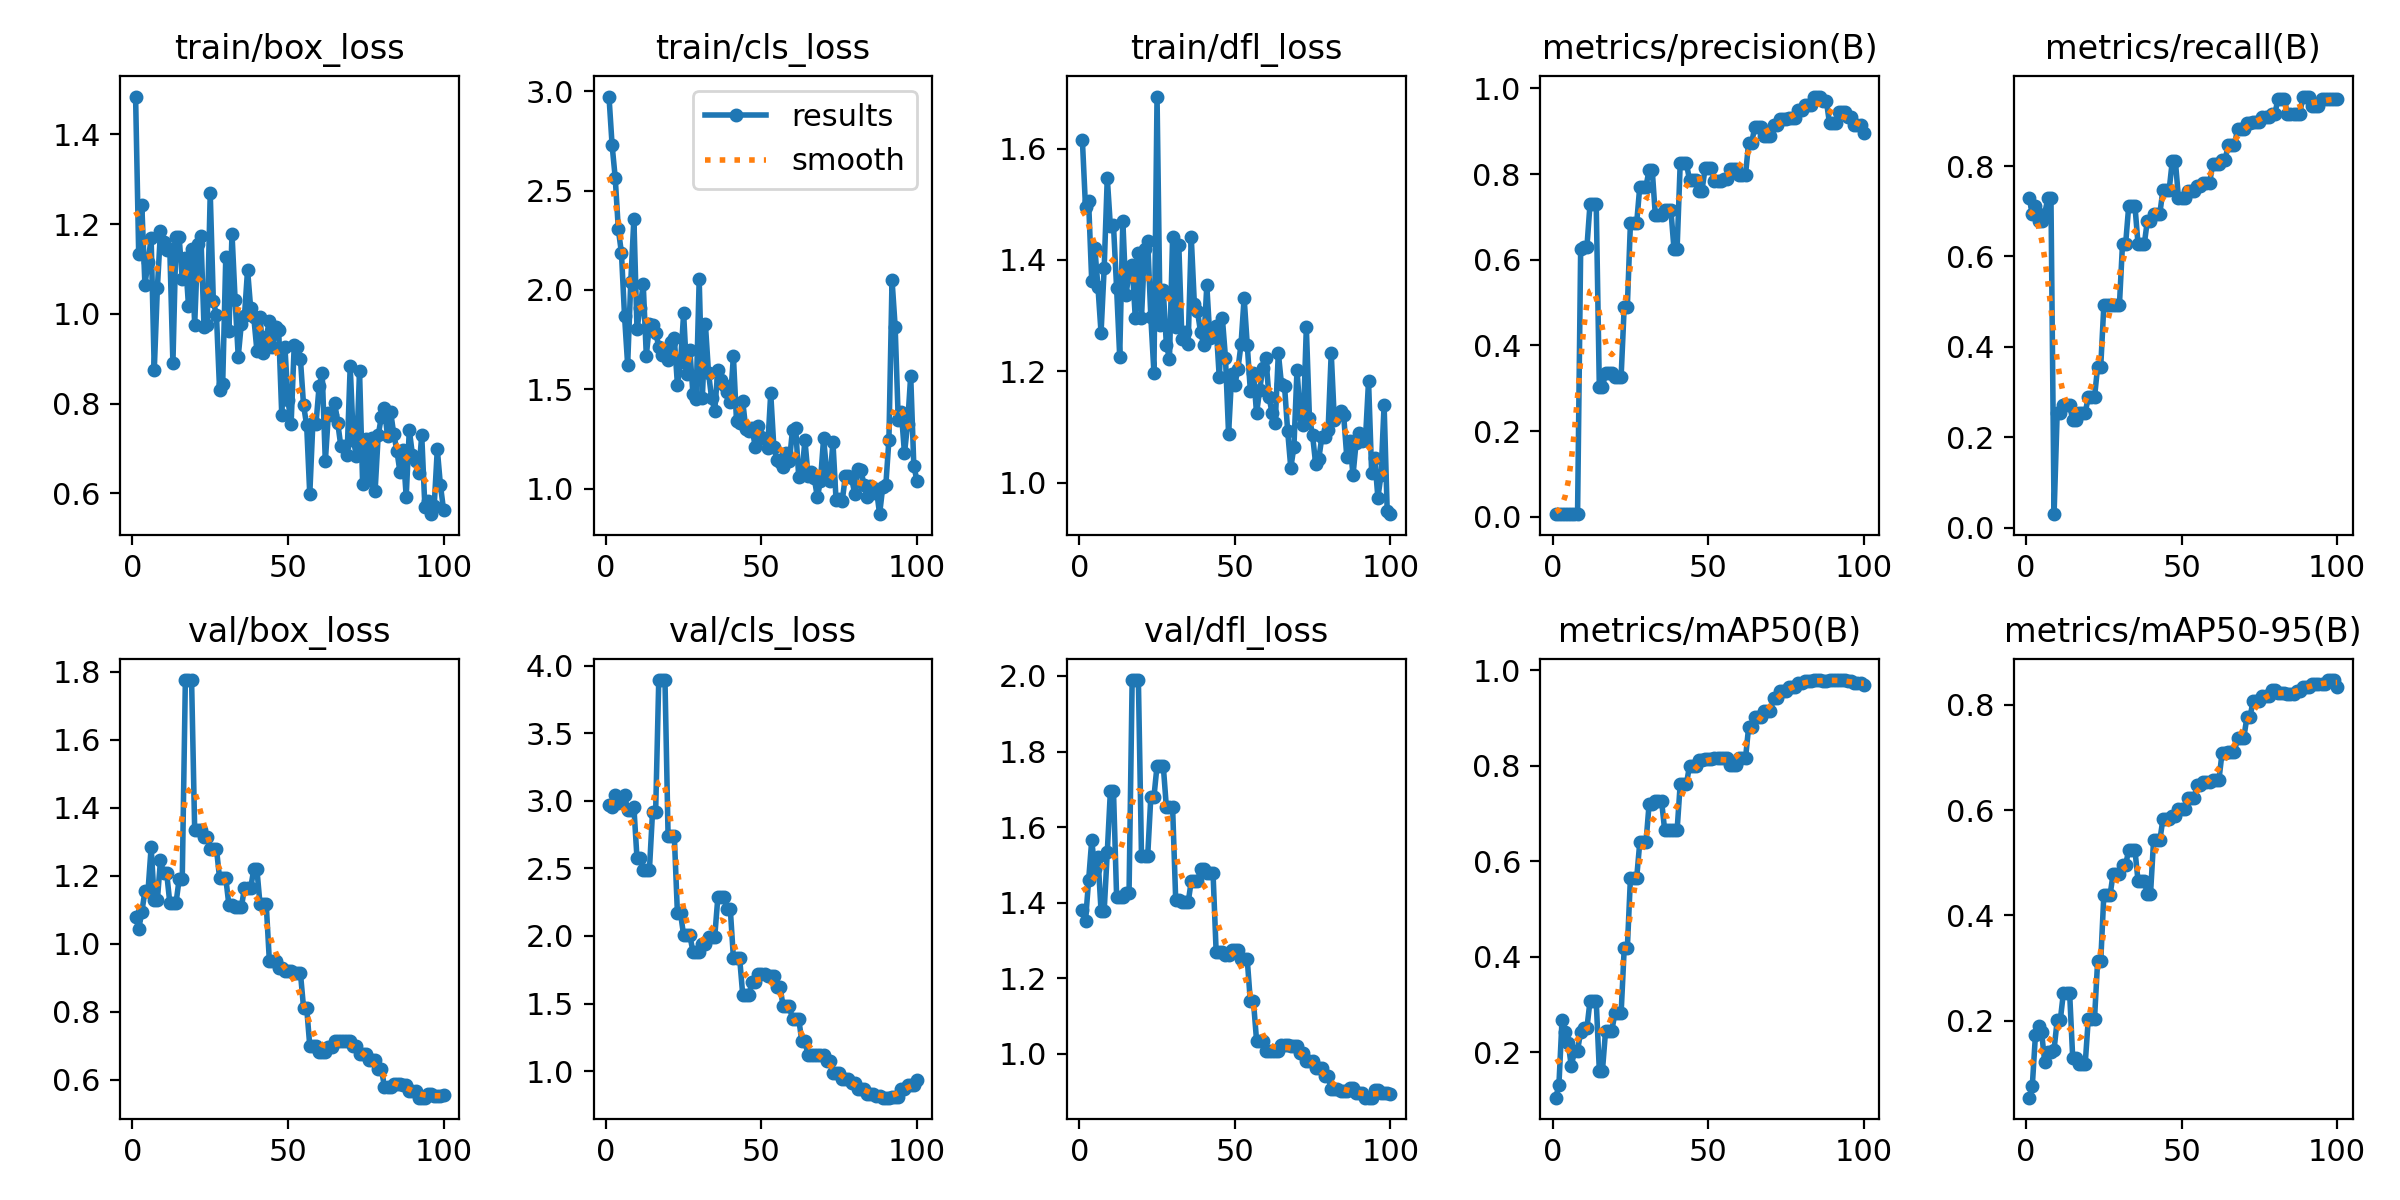 train/box_loss
1.4
1.2
1.0
0.8
0.6
0 50 100
train/cls_loss
results
smooth
3.0
2.5
2.0
1.5
1.0
0 50 100
train/dfl_loss
1.6
1.4
1.2
1.0
0 50 100
metrics/precision(B)
1.0
0.8
0.6
0.4
0.2
0.0
0 50 100
metrics/recall(B)
0.8
0.6
0.4
0.2
0.0
0 50 100
val/box_loss
1.8
1.6
1.4
1.2
1.0
0.8
0.6
0 50 100
val/cls_loss
4.0
3.5
3.0
2.5
2.0
1.5
1.0
0 50 100
val/dfl_loss
2.0
1.8
1.6
1.4
1.2
1.0
0 50 100
metrics/mAP50(B)
1.0
0.8
0.6
0.4
0.2
0 50 100
metrics/mAP50-95(B)
0.8
0.6
0.4
0.2
0 50 100